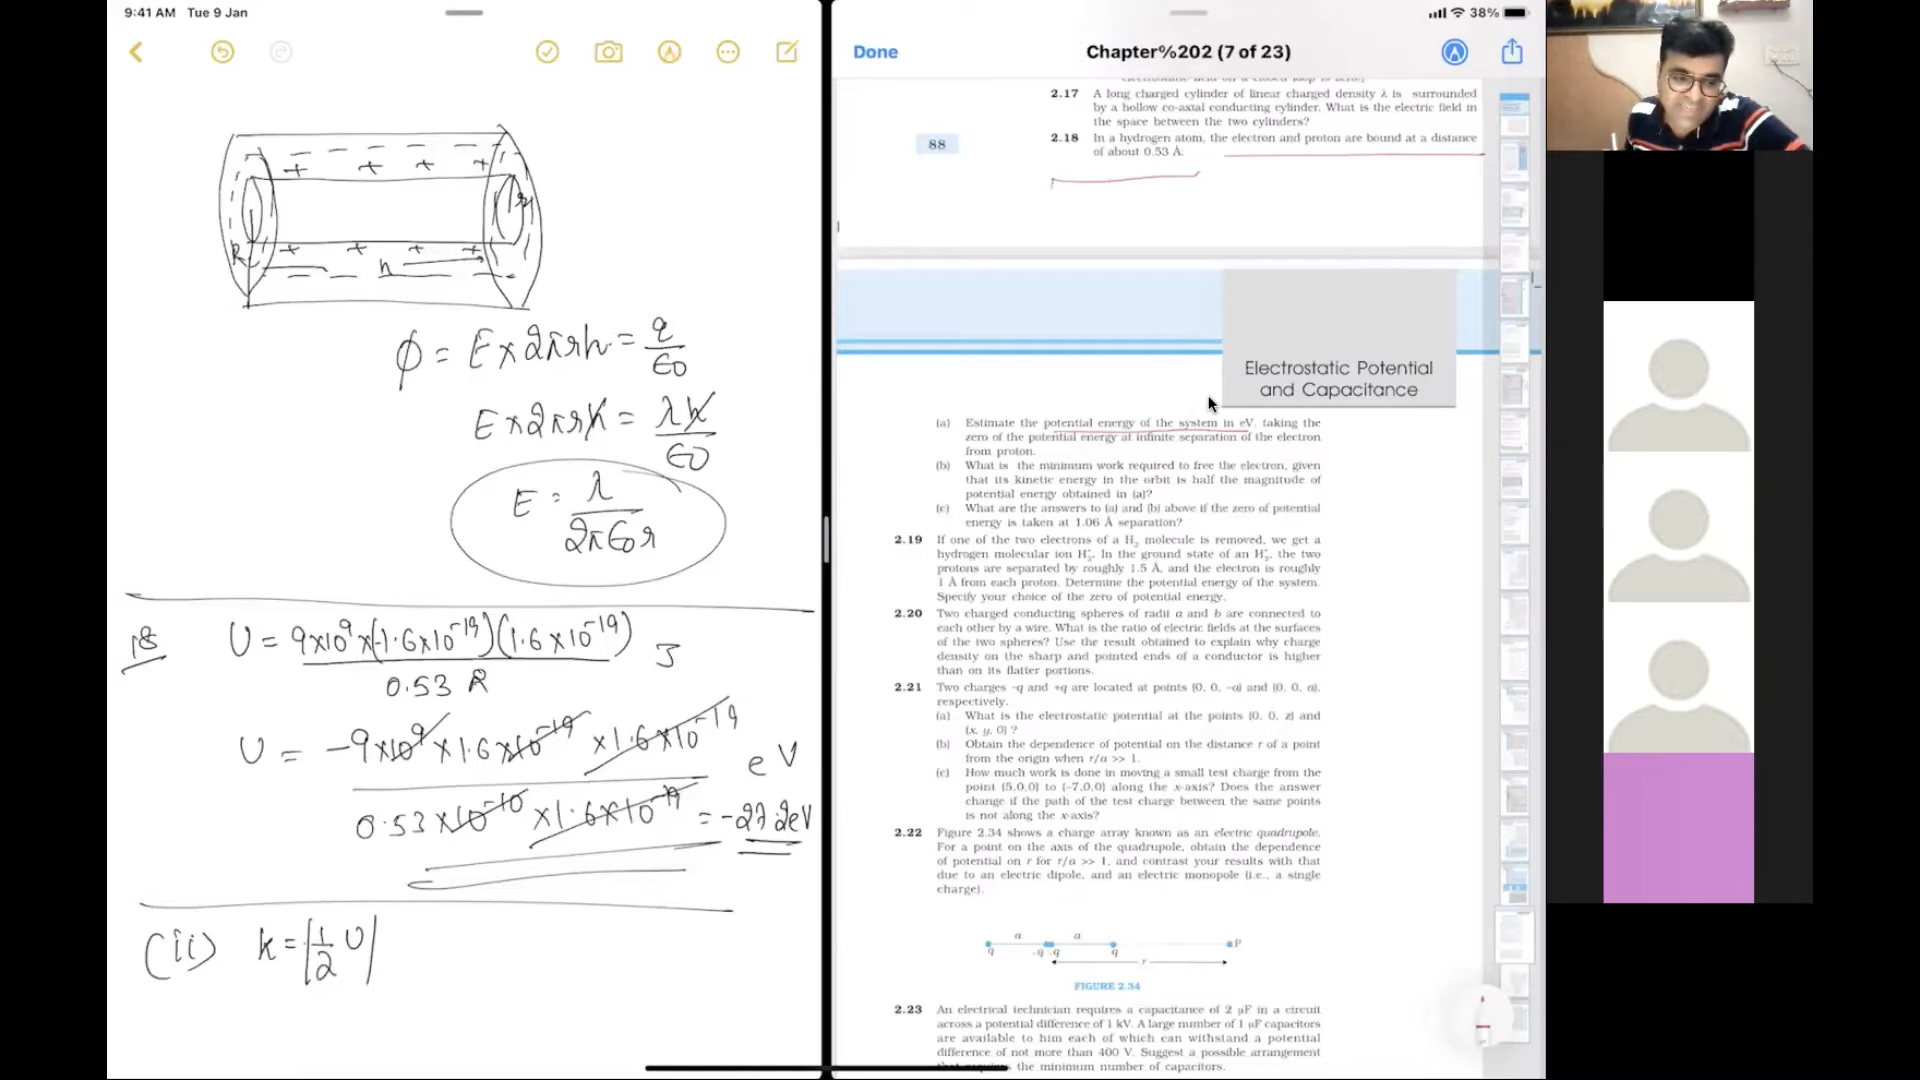 9:41 AM Tue 9 Jan
+ + + +
R + + + +
h
r
ϕ = E × 2πrh = q/ε0
E × 2πrh = λh/ε0
E = λ/2πε0r
18 U = 9×10⁹×(-1.6×10⁻¹⁹)(1.6×10⁻¹⁹) J
0.53 Å
U = -9×10⁹×1.6×10⁻¹⁹×1.6×10⁻¹⁹ eV
0.53×10⁻¹⁰×1.6×10⁻¹⁹ = -27.2eV
(ii) k = |1/2 U|
38%
Done
Chapter%202 (7 of 23)
2.17 A long charged cylinder of linear charged density λ is surrounded
by a hollow co-axial conducting cylinder. What is the electric field in
the space between the two cylinders?
88
2.18 In a hydrogen atom, the electron and proton are bound at a distance
of about 0.53 Å:
Electrostatic Potential
and Capacitance
(a) Estimate the potential energy of the system in eV, taking the
zero of the potential energy at infinite separation of the electron
from proton.
(b) What is the minimum work required to free the electron, given
that its kinetic energy in the orbit is half the magnitude of
potential energy obtained in (a)?
(c) What are the answers to (a) and (b) above if the zero of potential
energy is taken at 1.06 Å separation?
2.19 If one of the two electrons of a H₂ molecule is removed, we get a
hydrogen molecular ion H₂⁺. In the ground state of an H₂⁺, the two
protons are separated by roughly 1.5 Å, and the electron is roughly
1 Å from each proton. Determine the potential energy of the system.
Specify your choice of the zero of potential energy.
2.20 Two charged conducting spheres of radii a and b are connected to
each other by a wire. What is the ratio of electric fields at the surfaces
of the two spheres? Use the result obtained to explain why charge
density on the sharp and pointed ends of a conductor is higher
than on its flatter portions.
2.21 Two charges –q and +q are located at points (0, 0, –a) and (0, 0, a),
respectively.
(a) What is the electrostatic potential at the points (0, 0, z) and
(x, y, 0) ?
(b) Obtain the dependence of potential on the distance r of a point
from the origin when r/a >> 1.
(c) How much work is done in moving a small test charge from the
point (5,0,0) to (–7,0,0) along the x-axis? Does the answer
change if the path of the test charge between the same points
is not along the x-axis?
2.22 Figure 2.34 shows a charge array known as an electric quadrupole.
For a point on the axis of the quadrupole, obtain the dependence
of potential on r for r/a >> 1, and contrast your results with that
due to an electric dipole, and an electric monopole (i.e., a single
charge).
a a P
q -q -q q r
FIGURE 2.34
2.23 An electrical technician requires a capacitance of 2 µF in a circuit
across a potential difference of 1 kV. A large number of 1 µF capacitors
are available to him each of which can withstand a potential
difference of not more than 400 V. Suggest a possible arrangement
that requires the minimum number of capacitors.